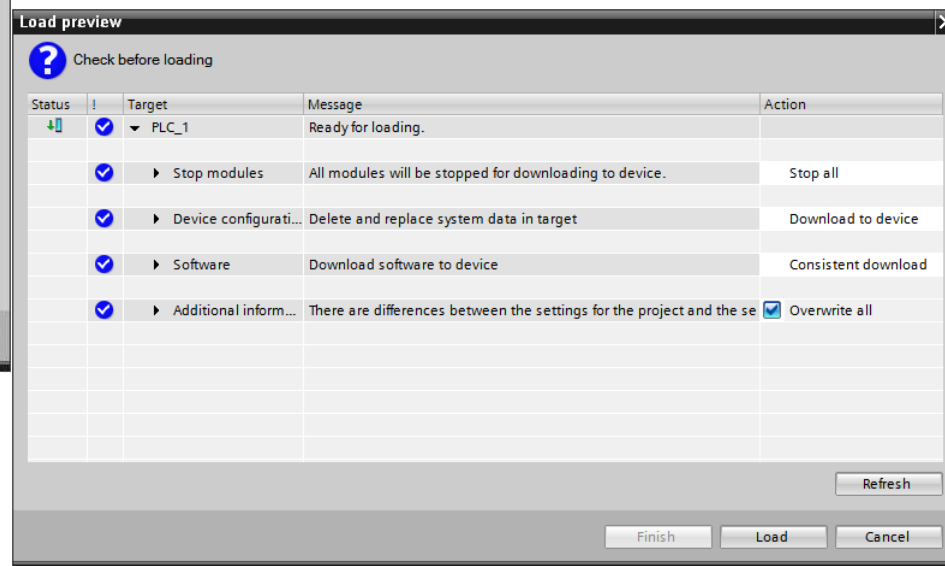 Load preview
Check before loading
Status ! Target Message Action
PLC_1 Ready for loading.
Stop modules All modules will be stopped for downloading to device. Stop all
Device configurati... Delete and replace system data in target Download to device
Software Download software to device Consistent download
Additional inform... There are differences between the settings for the project and the se Overwrite all
Refresh
Finish Load Cancel